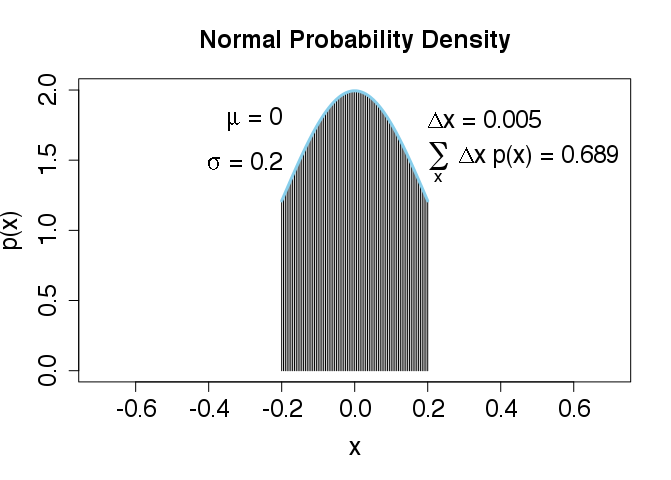 Normal Probability Density
μ = 0
Δx = 0.005
σ = 0.2
∑ Δx p(x) = 0.689
x
p(x)
2.0
1.5
1.0
0.5
0.0
-0.6 -0.4 -0.2 0.0 0.2 0.4 0.6
x